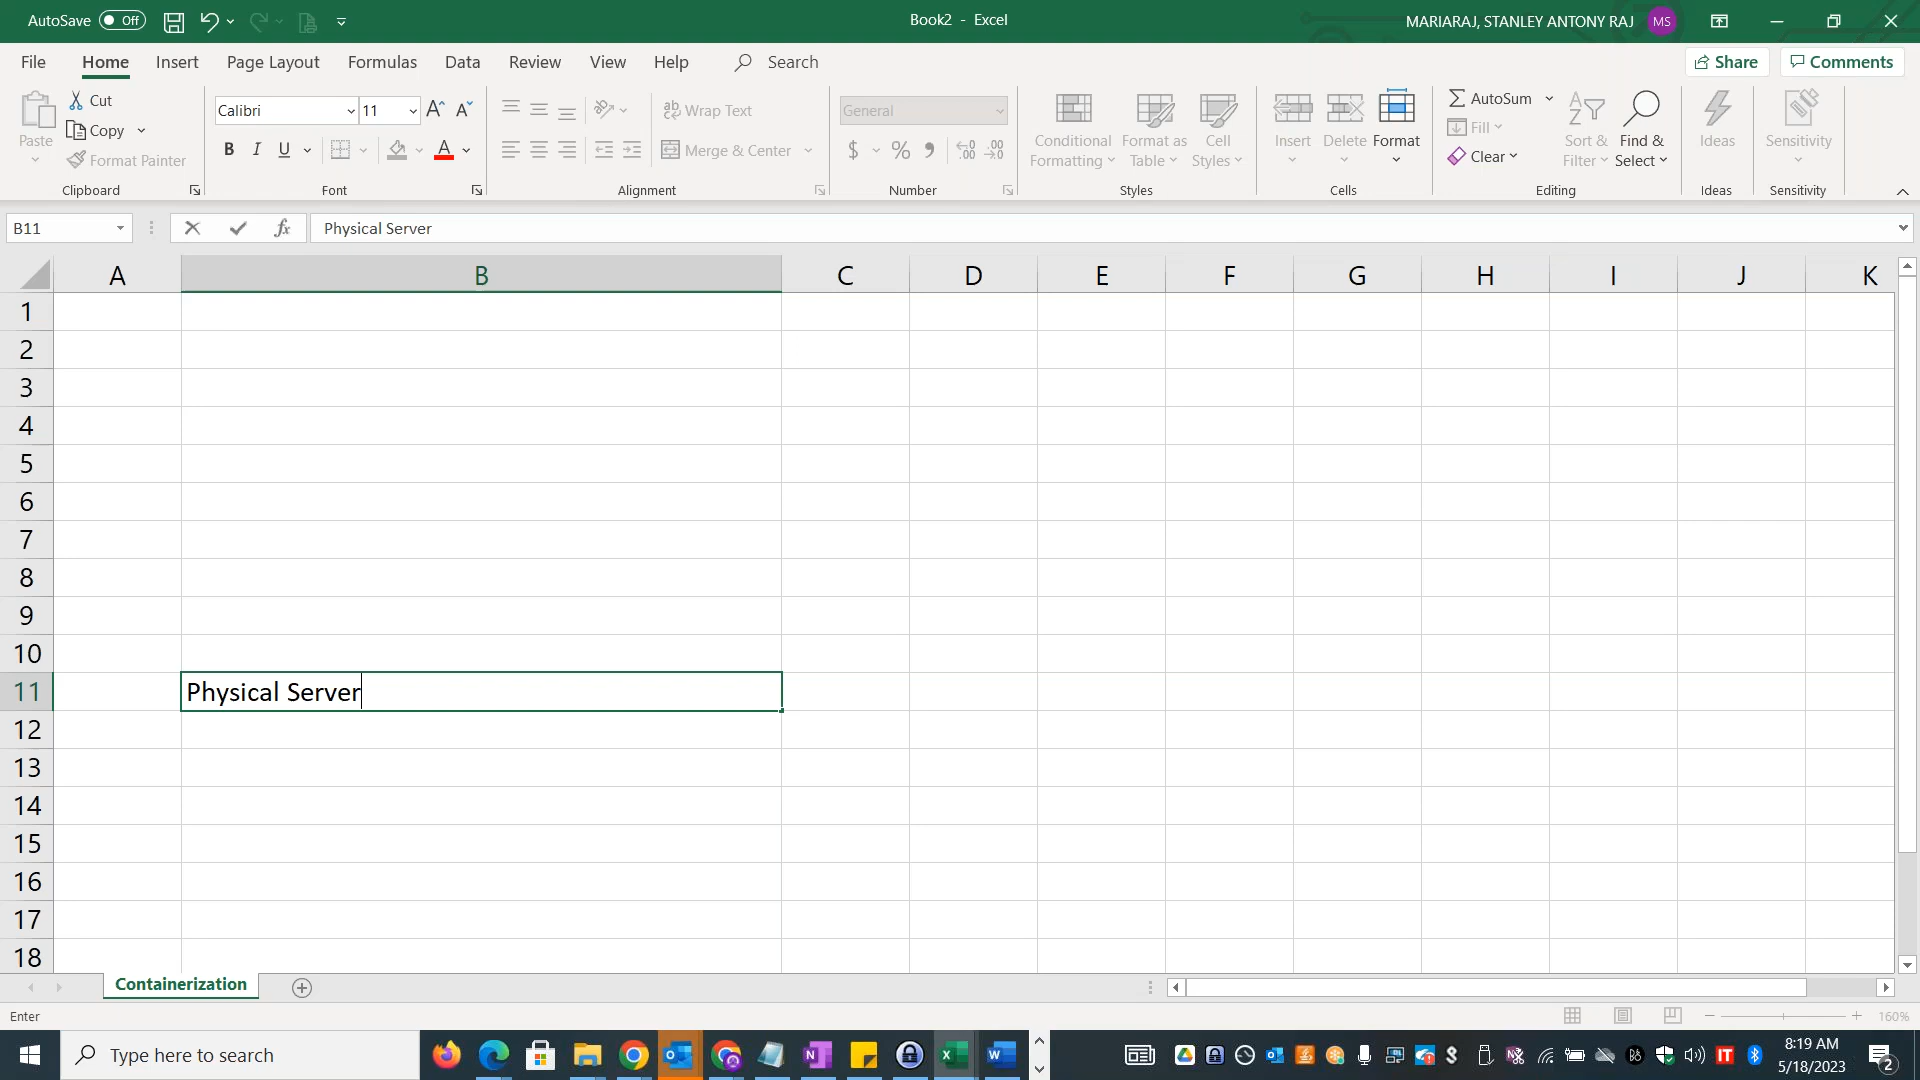 AutoSave Off Book2 - Excel MARIARAJ, STANLEY ANTONY RAJ MS
File Home Insert Page Layout Formulas Data Review View Help Search Share Comments
Paste Cut Copy Format Painter Clipboard
Calibri 11 B I U A Font
ab Wrap Text Merge & Center Alignment
General $ % Number
Conditional Formatting Format as Table Cell Styles Styles
Insert Delete Format Cells
AutoSum Fill Clear Sort & Filter Find & Select Editing
Ideas Ideas
Sensitivity Sensitivity
B11 fx Physical Server
A B C D E F G H I J K
1
2
3
4
5
6
7
8
9
10
11 Physical Server
12
13
14
15
16
17
18
Containerization
Enter 160%
Type here to search 8:19 AM
5/18/2023 2